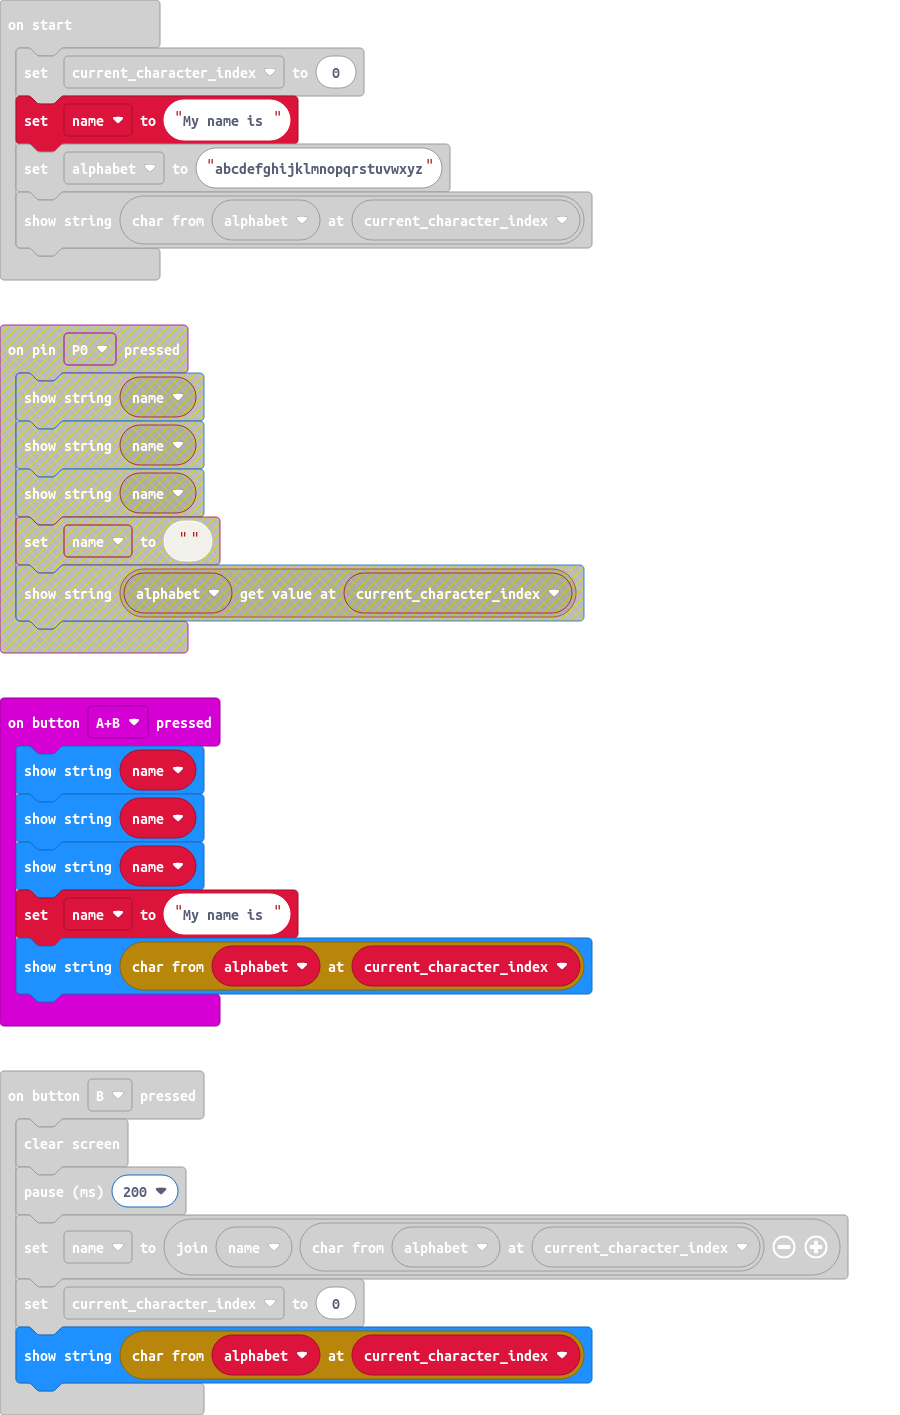 on start
set current_character_index to 0
set name to "My name is "
set alphabet to "abcdefghijklmnopqrstuvwxyz"
show string char from alphabet at current_character_index
on pin P0 pressed
show string name
show string name
show string name
set name to ""
show string alphabet get value at current_character_index
on button A+B pressed
show string name
show string name
show string name
set name to "My name is "
show string char from alphabet at current_character_index
on button B pressed
clear screen
pause (ms) 200
set name to join name char from alphabet at current_character_index
set current_character_index to 0
show string char from alphabet at current_character_index